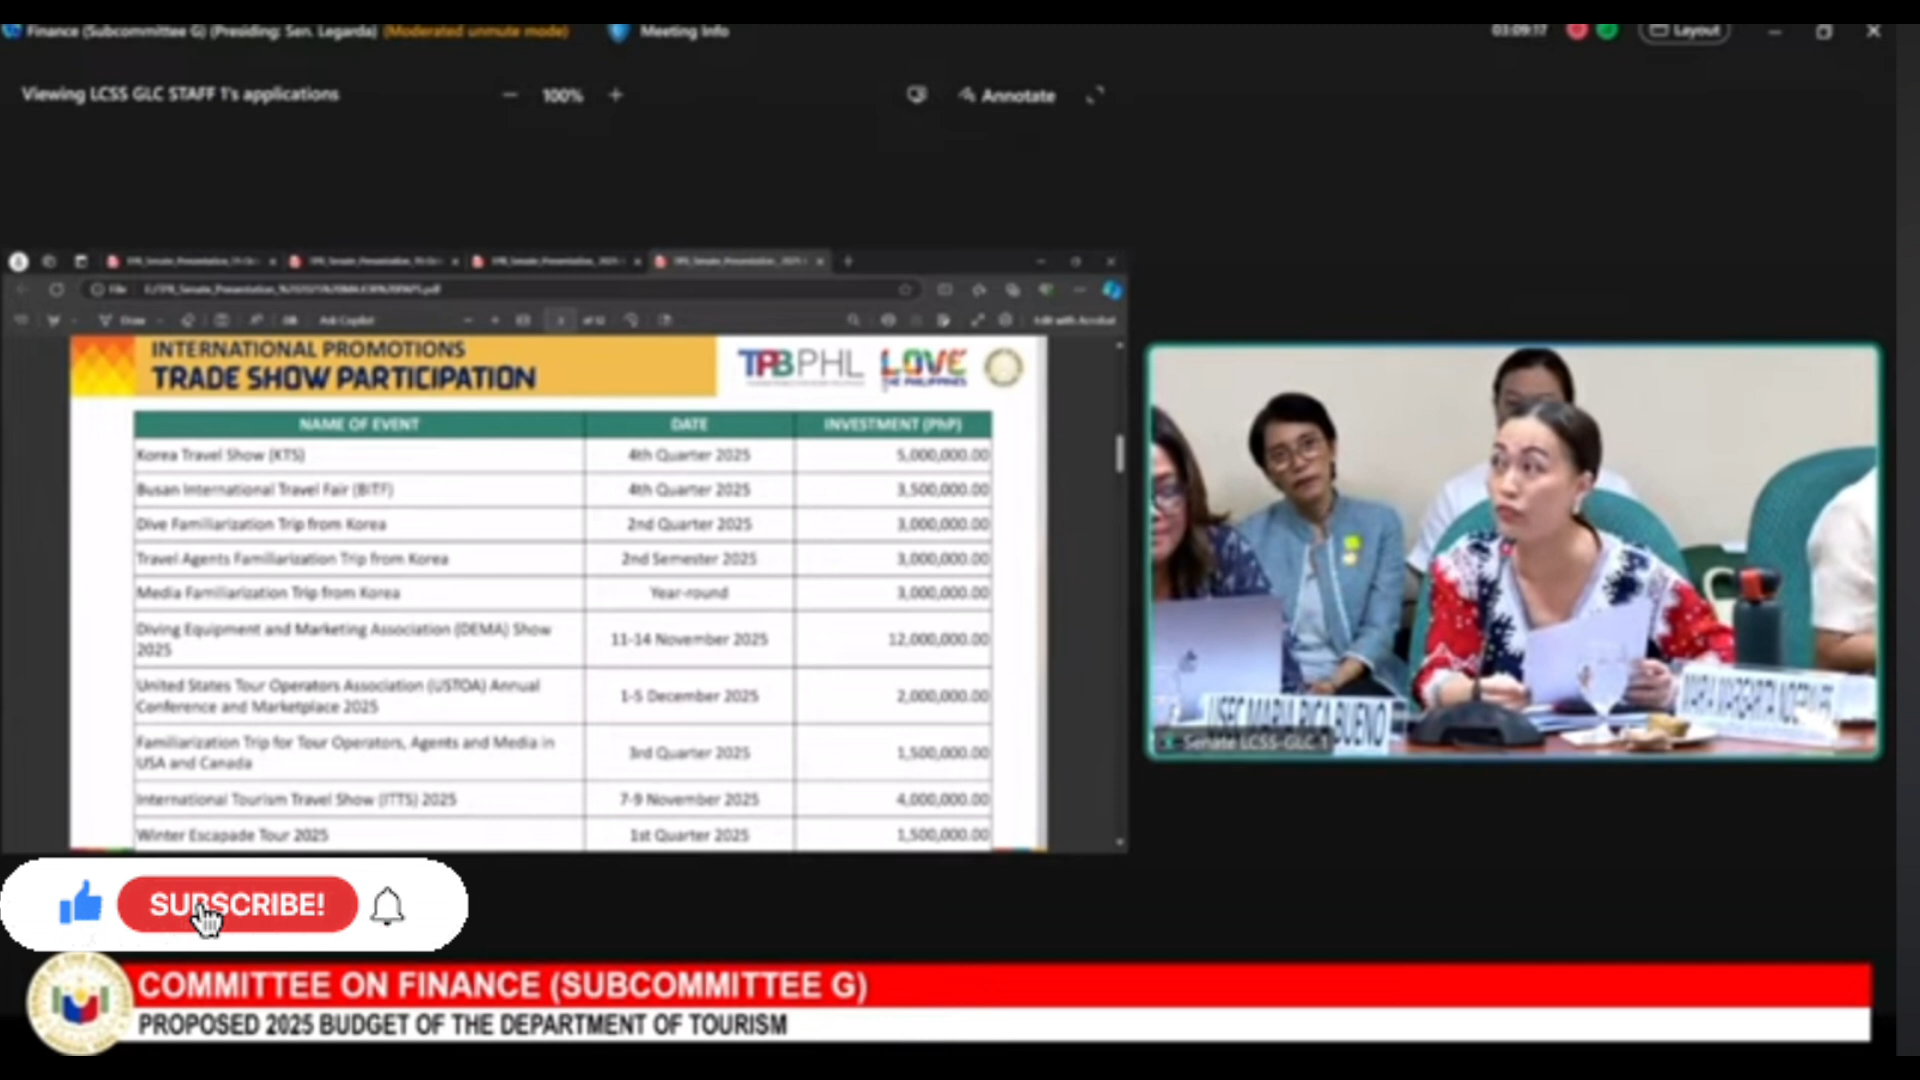 Finance (Subcommittee G) (Presiding: Sen. Legarda) (Moderated unmute mode) Meeting Info 03:09:17 Layout
Viewing LCSS GLC STAFF 1's applications 100% Annotate
File
Draw Ask Copilot Edit with Acrobat
INTERNATIONAL PROMOTIONS
TRADE SHOW PARTICIPATION
TPBPHL LOVE
THE PHILIPPINES
NAME OF EVENT DATE INVESTMENT (PhP)
Korea Travel Show (KTS) 4th Quarter 2025 5,000,000.00
Busan International Travel Fair (BITF) 4th Quarter 2025 3,500,000.00
Dive Familiarization Trip from Korea 2nd Quarter 2025 3,000,000.00
Travel Agents Familiarization Trip from Korea 2nd Semester 2025 3,000,000.00
Media Familiarization Trip from Korea Year-round 3,000,000.00
Diving Equipment and Marketing Association (DEMA) Show
2025 11-14 November 2025 12,000,000.00
United States Tour Operators Association (USTOA) Annual
Conference and Marketplace 2025 1-5 December 2025 2,000,000.00
Familiarization Trip for Tour Operators, Agents and Media in
USA and Canada 3rd Quarter 2025 1,500,000.00
International Tourism Travel Show (ITTS) 2025 7-9 November 2025 4,000,000.00
Winter Escapade Tour 2025 1st Quarter 2025 1,500,000.00
USEC MARIA RICA BUENO
Senate LCSS-GLC 1
SUBSCRIBE!
COMMITTEE ON FINANCE (SUBCOMMITTEE G)
PROPOSED 2025 BUDGET OF THE DEPARTMENT OF TOURISM